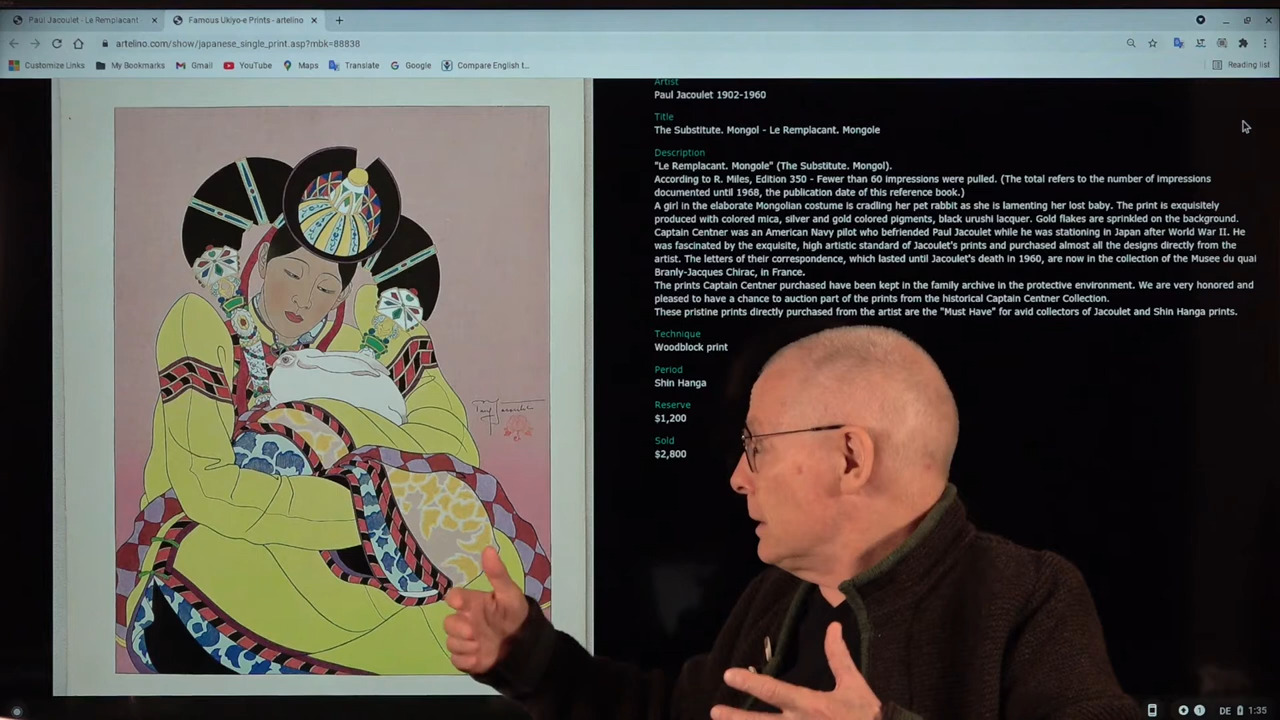 Paul Jacoulet - Le Remplacant
Famous Ukiyo-e Prints - artelino
artelino.com/show/japanese_single_print.asp?mbk=88838
Customize Links
My Bookmarks
Gmail
YouTube
Maps
Translate
Google
Compare English t...
Reading list
Artist
Paul Jacoulet 1902-1960
Title
The Substitute. Mongol - Le Remplacant. Mongole
Description
"Le Remplacant. Mongole" (The Substitute. Mongol).
According to R. Miles, Edition 350 - Fewer than 60 impressions were pulled. (The total refers to the number of impressions
documented until 1968, the publication date of this reference book.)
A girl in the elaborate Mongolian costume is cradling her pet rabbit as she is lamenting her lost baby. The print is exquisitely
produced with colored mica, silver and gold colored pigments, black urushi lacquer. Gold flakes are sprinkled on the background.
Captain Centner was an American Navy pilot who befriended Paul Jacoulet while he was stationing in Japan after World War II. He
was fascinated by the exquisite, high artistic standard of Jacoulet's prints and purchased almost all the designs directly from the
artist. The letters of their correspondence, which lasted until Jacoulet's death in 1960, are now in the collection of the Musee du quai
Branly-Jacques Chirac, in France.
The prints Captain Centner purchased have been kept in the family archive in the protective environment. We are very honored and
pleased to have a chance to auction part of the prints from the historical Captain Centner Collection.
These pristine prints directly purchased from the artist are the "Must Have" for avid collectors of Jacoulet and Shin Hanga prints.
Technique
Woodblock print
Period
Shin Hanga
Reserve
$1,200
Sold
$2,800
Paul Jacoulet
1
DE
1:35